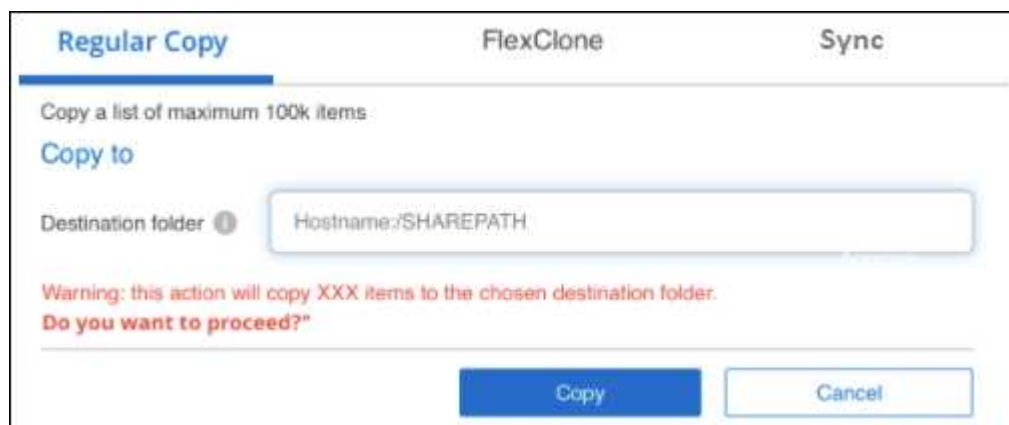 Regular Copy FlexClone Sync
Copy a list of maximum 100k items
Copy to
Destination folder Hostname:/SHAREPATH
Warning: this action will copy XXX items to the chosen destination folder.
Do you want to proceed?"
Copy Cancel